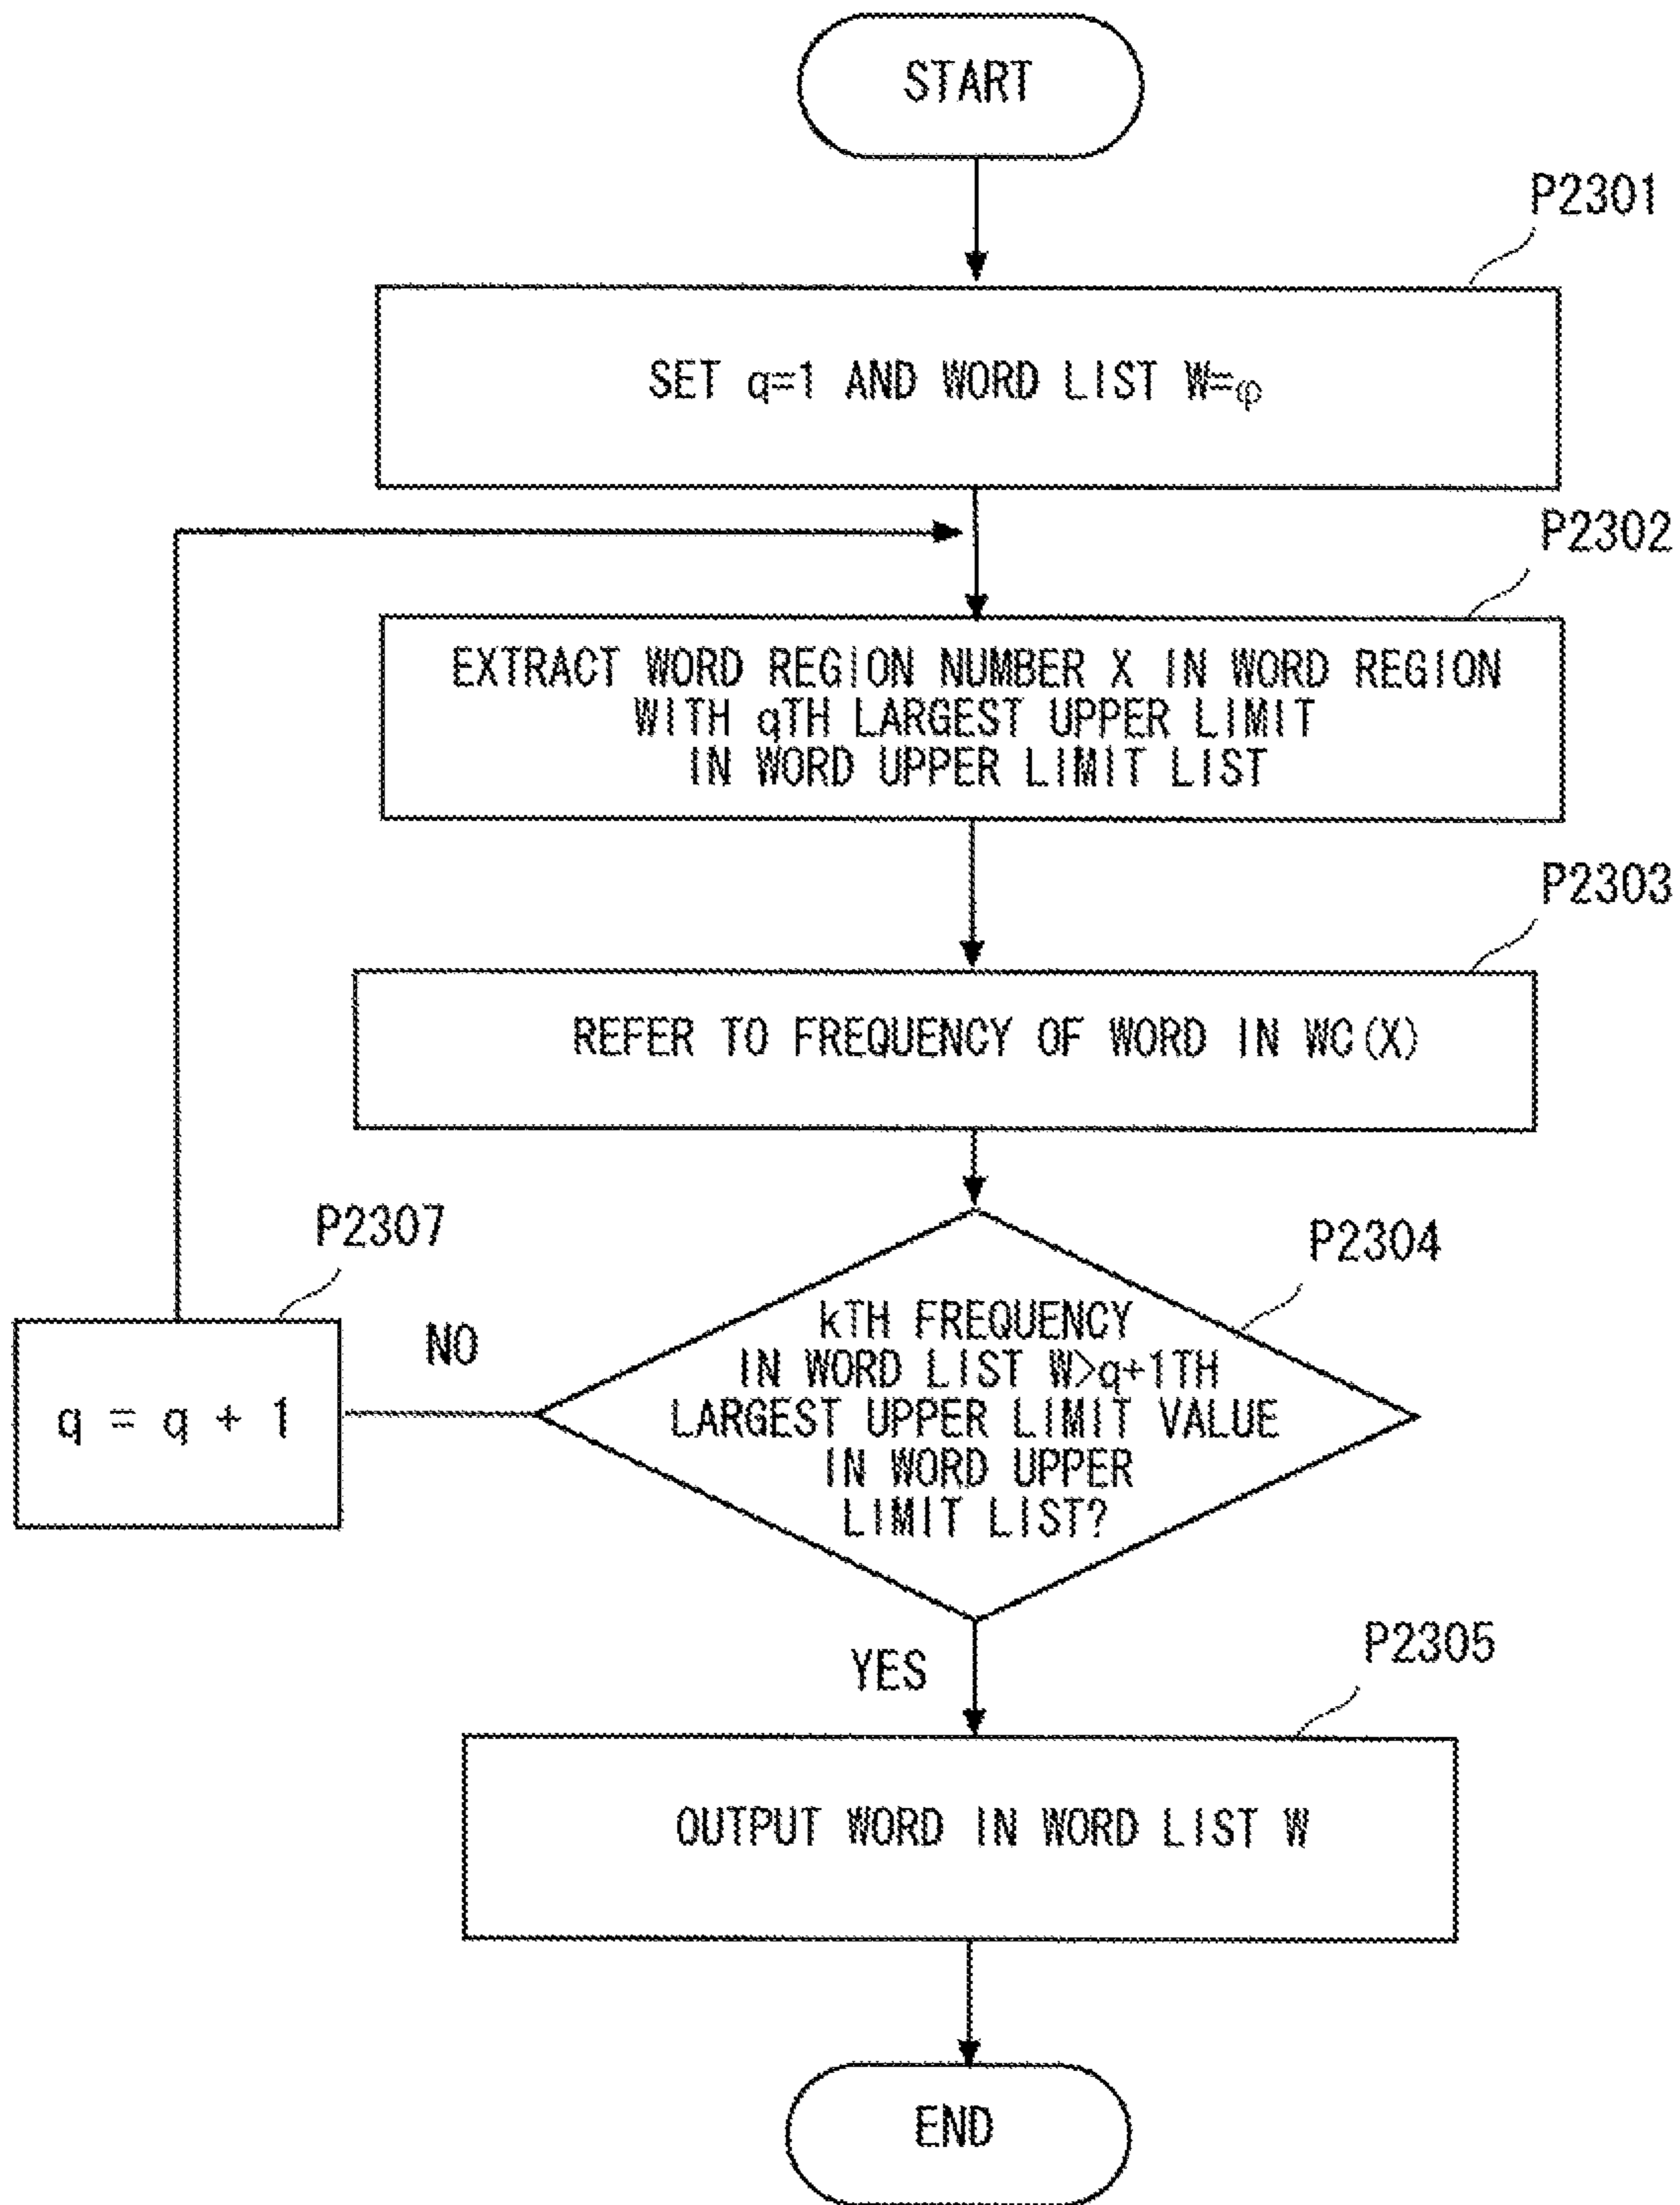 START
P2301
SET q=1 AND WORD LIST W=φ
P2302
EXTRACT WORD REGION NUMBER X IN WORD REGION
WITH qTH LARGEST UPPER LIMIT
IN WORD UPPER LIMIT LIST
P2303
REFER TO FREQUENCY OF WORD IN WC(X)
P2307
P2304
NO
kTH FREQUENCY
IN WORD LIST W>q+1TH
LARGEST UPPER LIMIT VALUE
IN WORD UPPER
LIMIT LIST?
q = q + 1
YES
P2305
OUTPUT WORD IN WORD LIST W
END